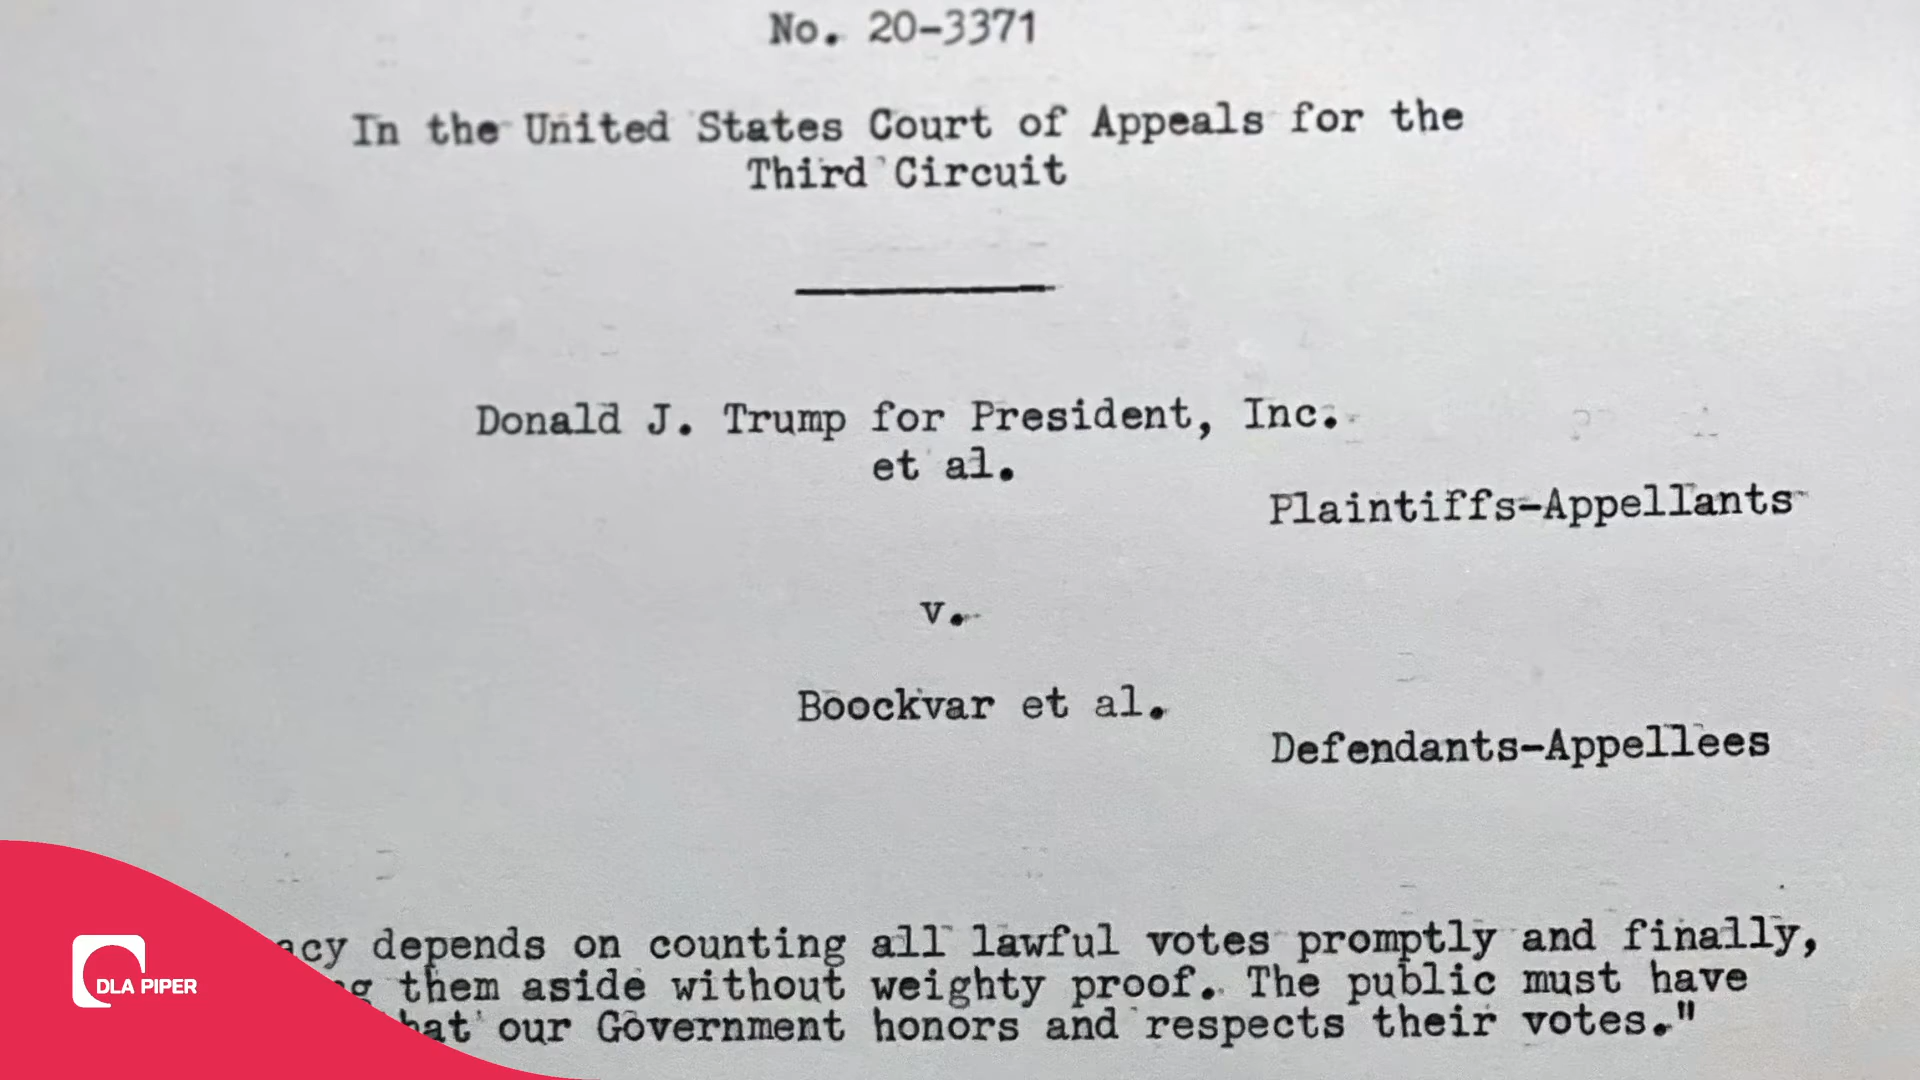 No. 20-3371
In the United States Court of Appeals for the
Third Circuit
Donald J. Trump for President, Inc.
et al.
Plaintiffs-Appellants
v.
Boockvar et al.
Defendants-Appellees
acy depends on counting all lawful votes promptly and finally,
them aside without weighty proof. The public must have
our Government honors and respects their votes."
DLA PIPER